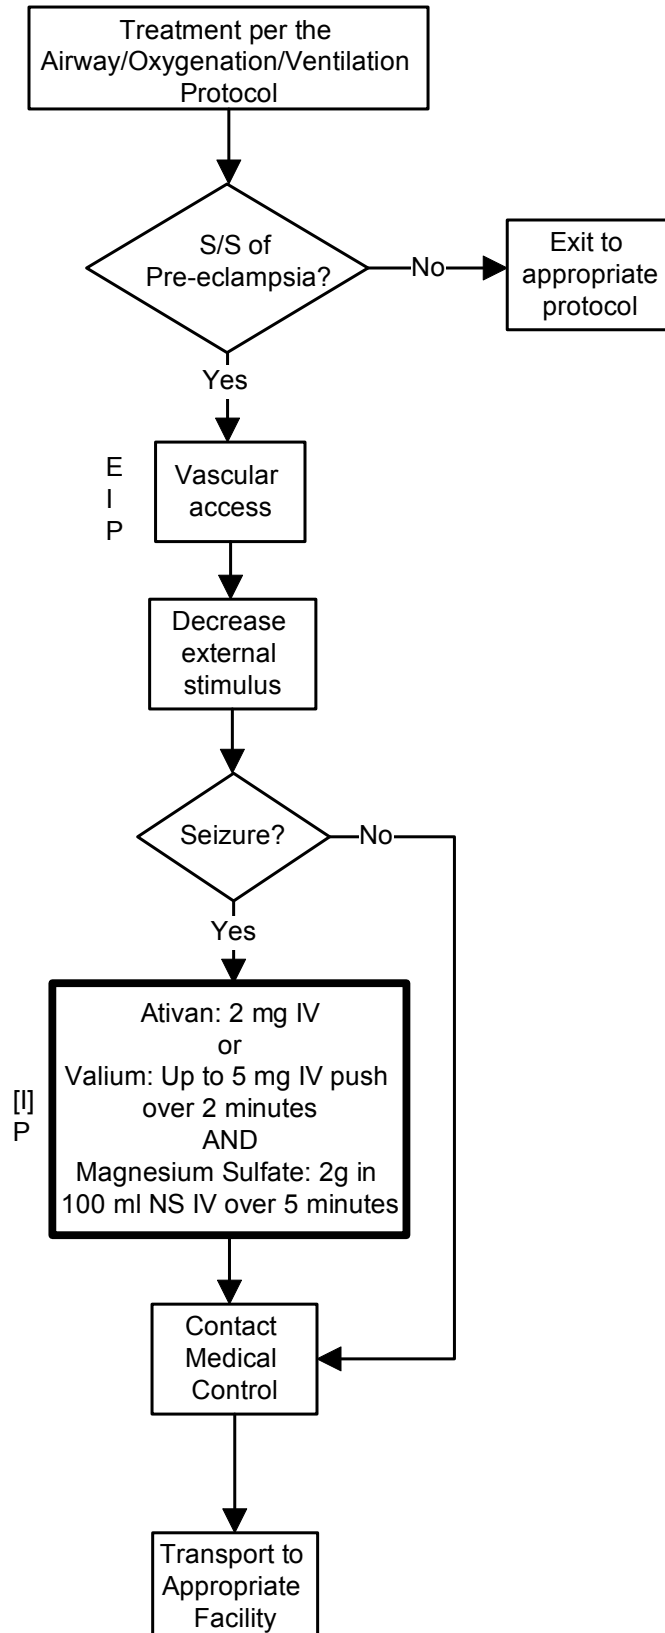 Treatment per the
Airway/Oxygenation/Ventilation
Protocol
S/S of
Pre-eclampsia?
No
Exit to
appropriate
protocol
Yes
E
I
P
Vascular
access
Decrease
external
stimulus
Seizure?
No
Yes
[I]
P
Ativan: 2 mg IV
or
Valium: Up to 5 mg IV push
over 2 minutes
AND
Magnesium Sulfate: 2g in
100 ml NS IV over 5 minutes
Contact
Medical
Control
Transport to
Appropriate
Facility